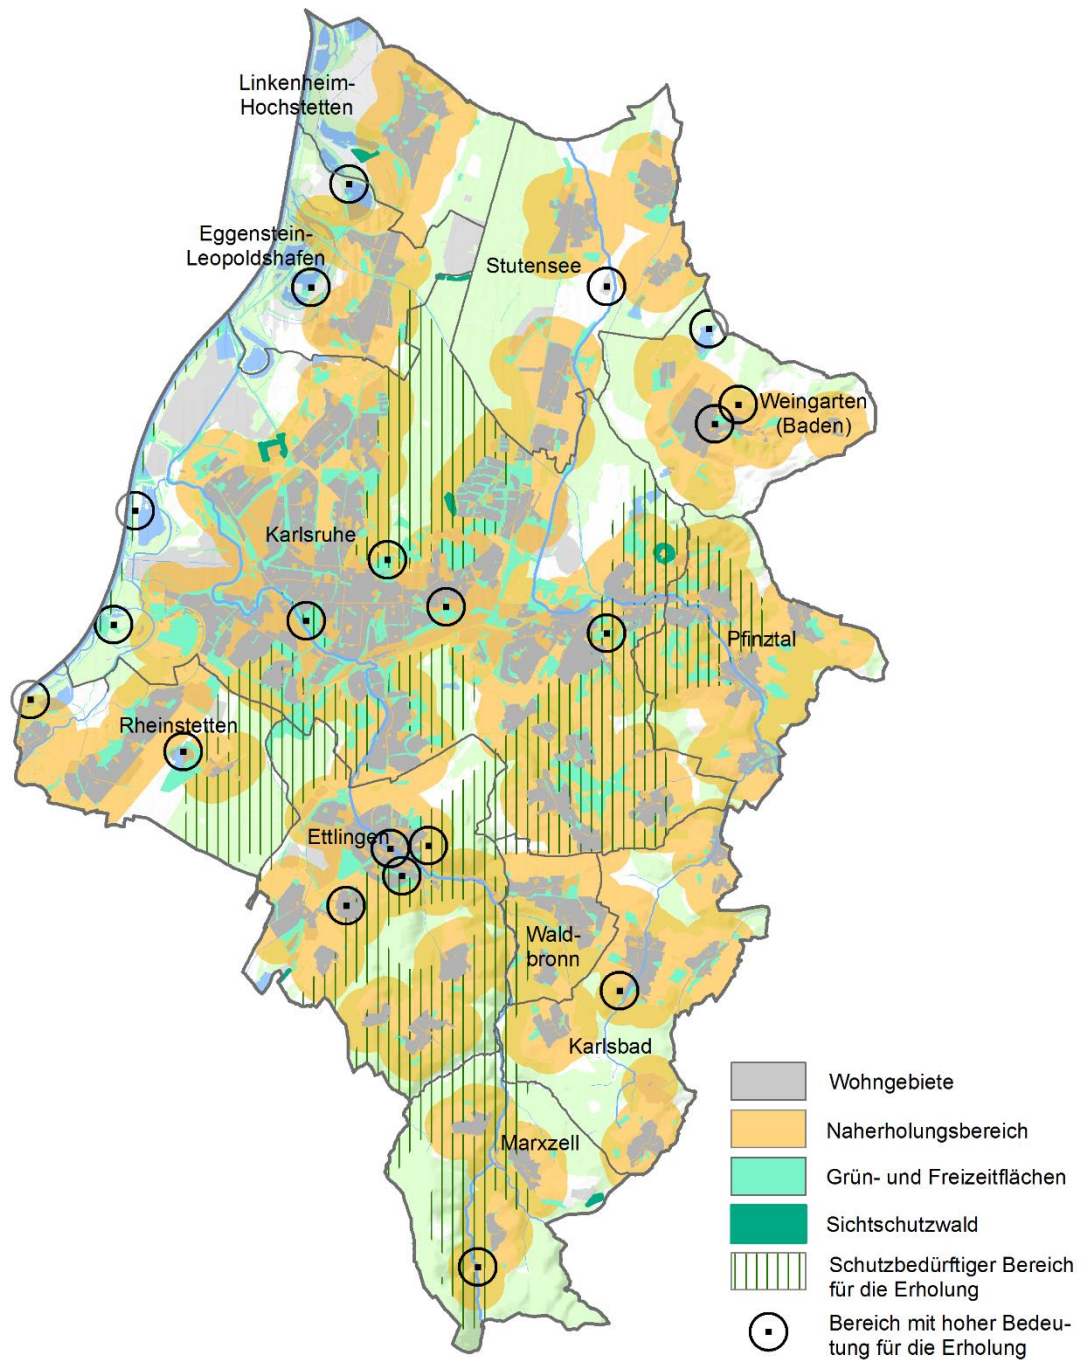 Linkenheim-
Hochstetten
Eggenstein-
Leopoldshafen
Stutensee
Weingarten
(Baden)
Karlsruhe
Pfinztal
Rheinstetten
Ettlingen
Wald-
bronn
Karlsbad
Marxzell
Wohngebiete
Naherholungsbereich
Grün- und Freizeitflächen
Sichtschutzwald
Schutzbedürftiger Bereich
für die Erholung
Bereich mit hoher Bedeu-
tung für die Erholung